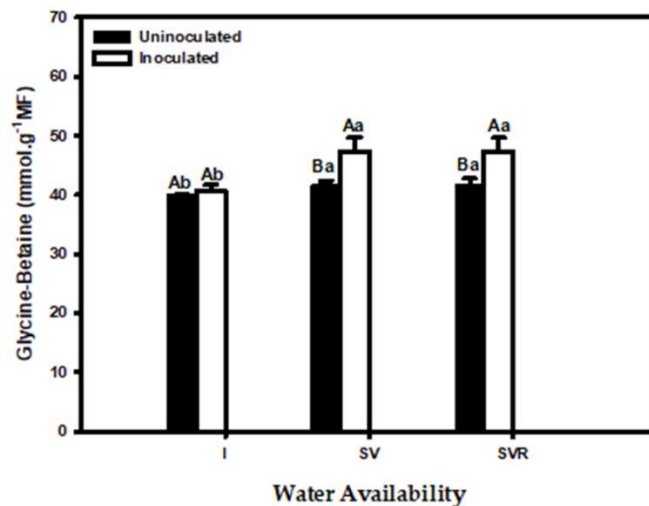 70
Uninoculated
Inoculated
60
50
40
30
20
10
0
Glycine-Betaine (mmol.g⁻¹MF)
Ab Ab
Ba Aa
Ba Aa
I SV SVR
Water Availability